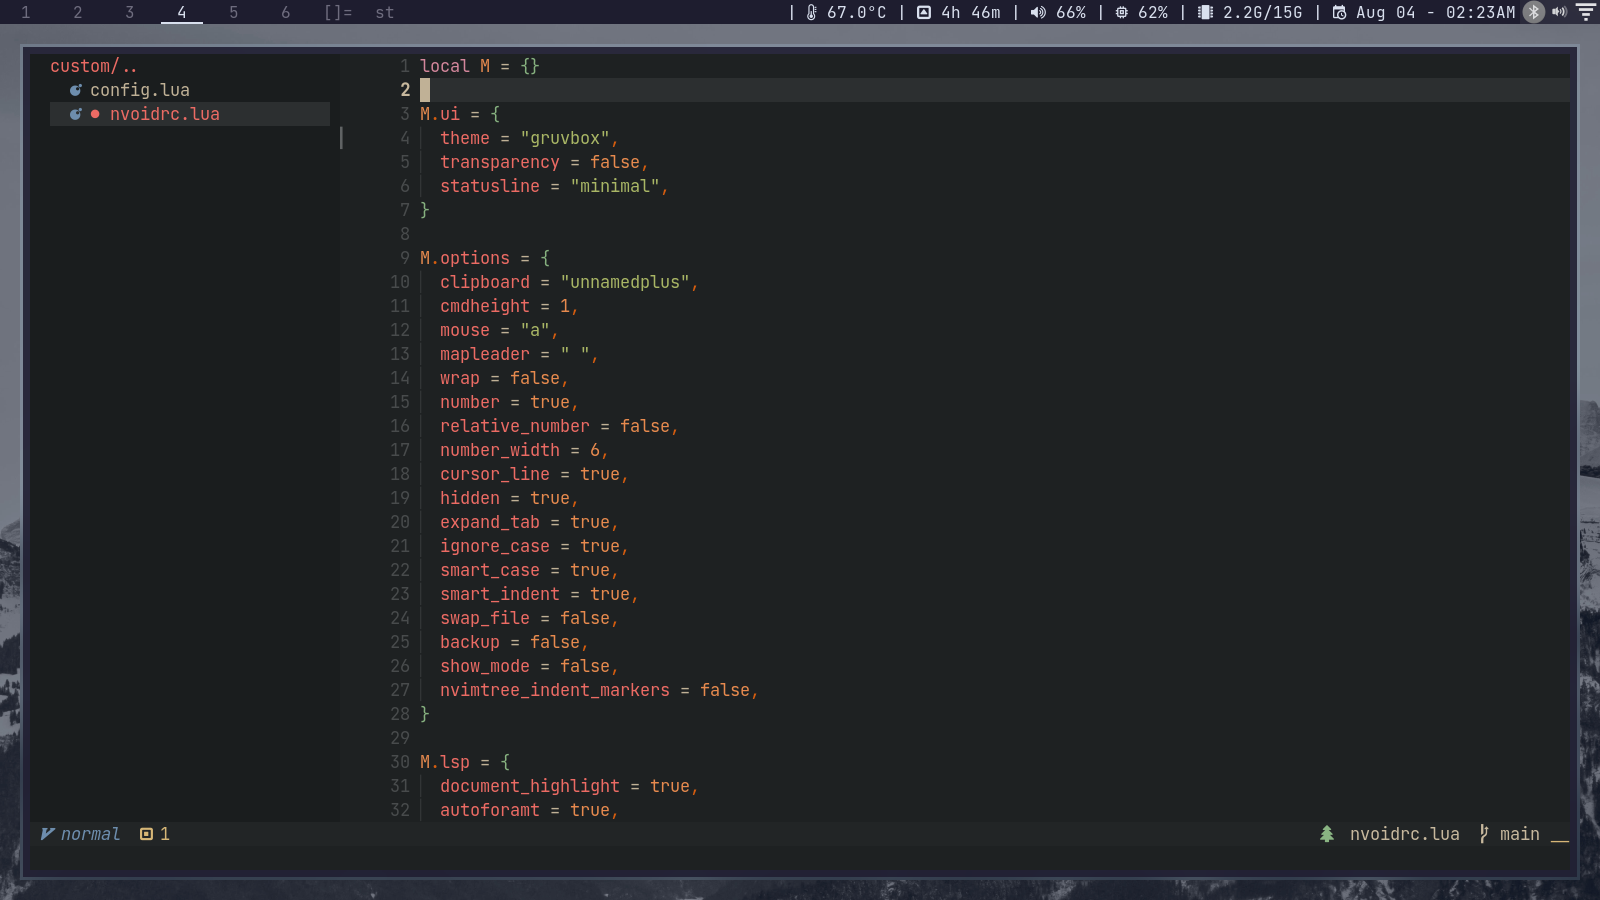 1 2 3 4 5 6 []= st | 67.0°C | 4h 46m | 66% | 62% | 2.2G/15G | Aug 04 - 02:23AM
custom/..
config.lua
nvoidrc.lua
1 local M = {}
2
3 M.ui = {
4 theme = "gruvbox",
5 transparency = false,
6 statusline = "minimal",
7 }
8
9 M.options = {
10 clipboard = "unnamedplus",
11 cmdheight = 1,
12 mouse = "a",
13 mapleader = " ",
14 wrap = false,
15 number = true,
16 relative_number = false,
17 number_width = 6,
18 cursor_line = true,
19 hidden = true,
20 expand_tab = true,
21 ignore_case = true,
22 smart_case = true,
23 smart_indent = true,
24 swap_file = false,
25 backup = false,
26 show_mode = false,
27 nvimtree_indent_markers = false,
28 }
29
30 M.lsp = {
31 document_highlight = true,
32 autoforamt = true,
normal 1 nvoidrc.lua main __